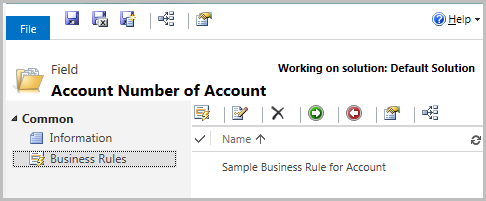 Help
File
Field
Working on solution: Default Solution
Account Number of Account
Common
Information
Business Rules
Name
Sample Business Rule for Account